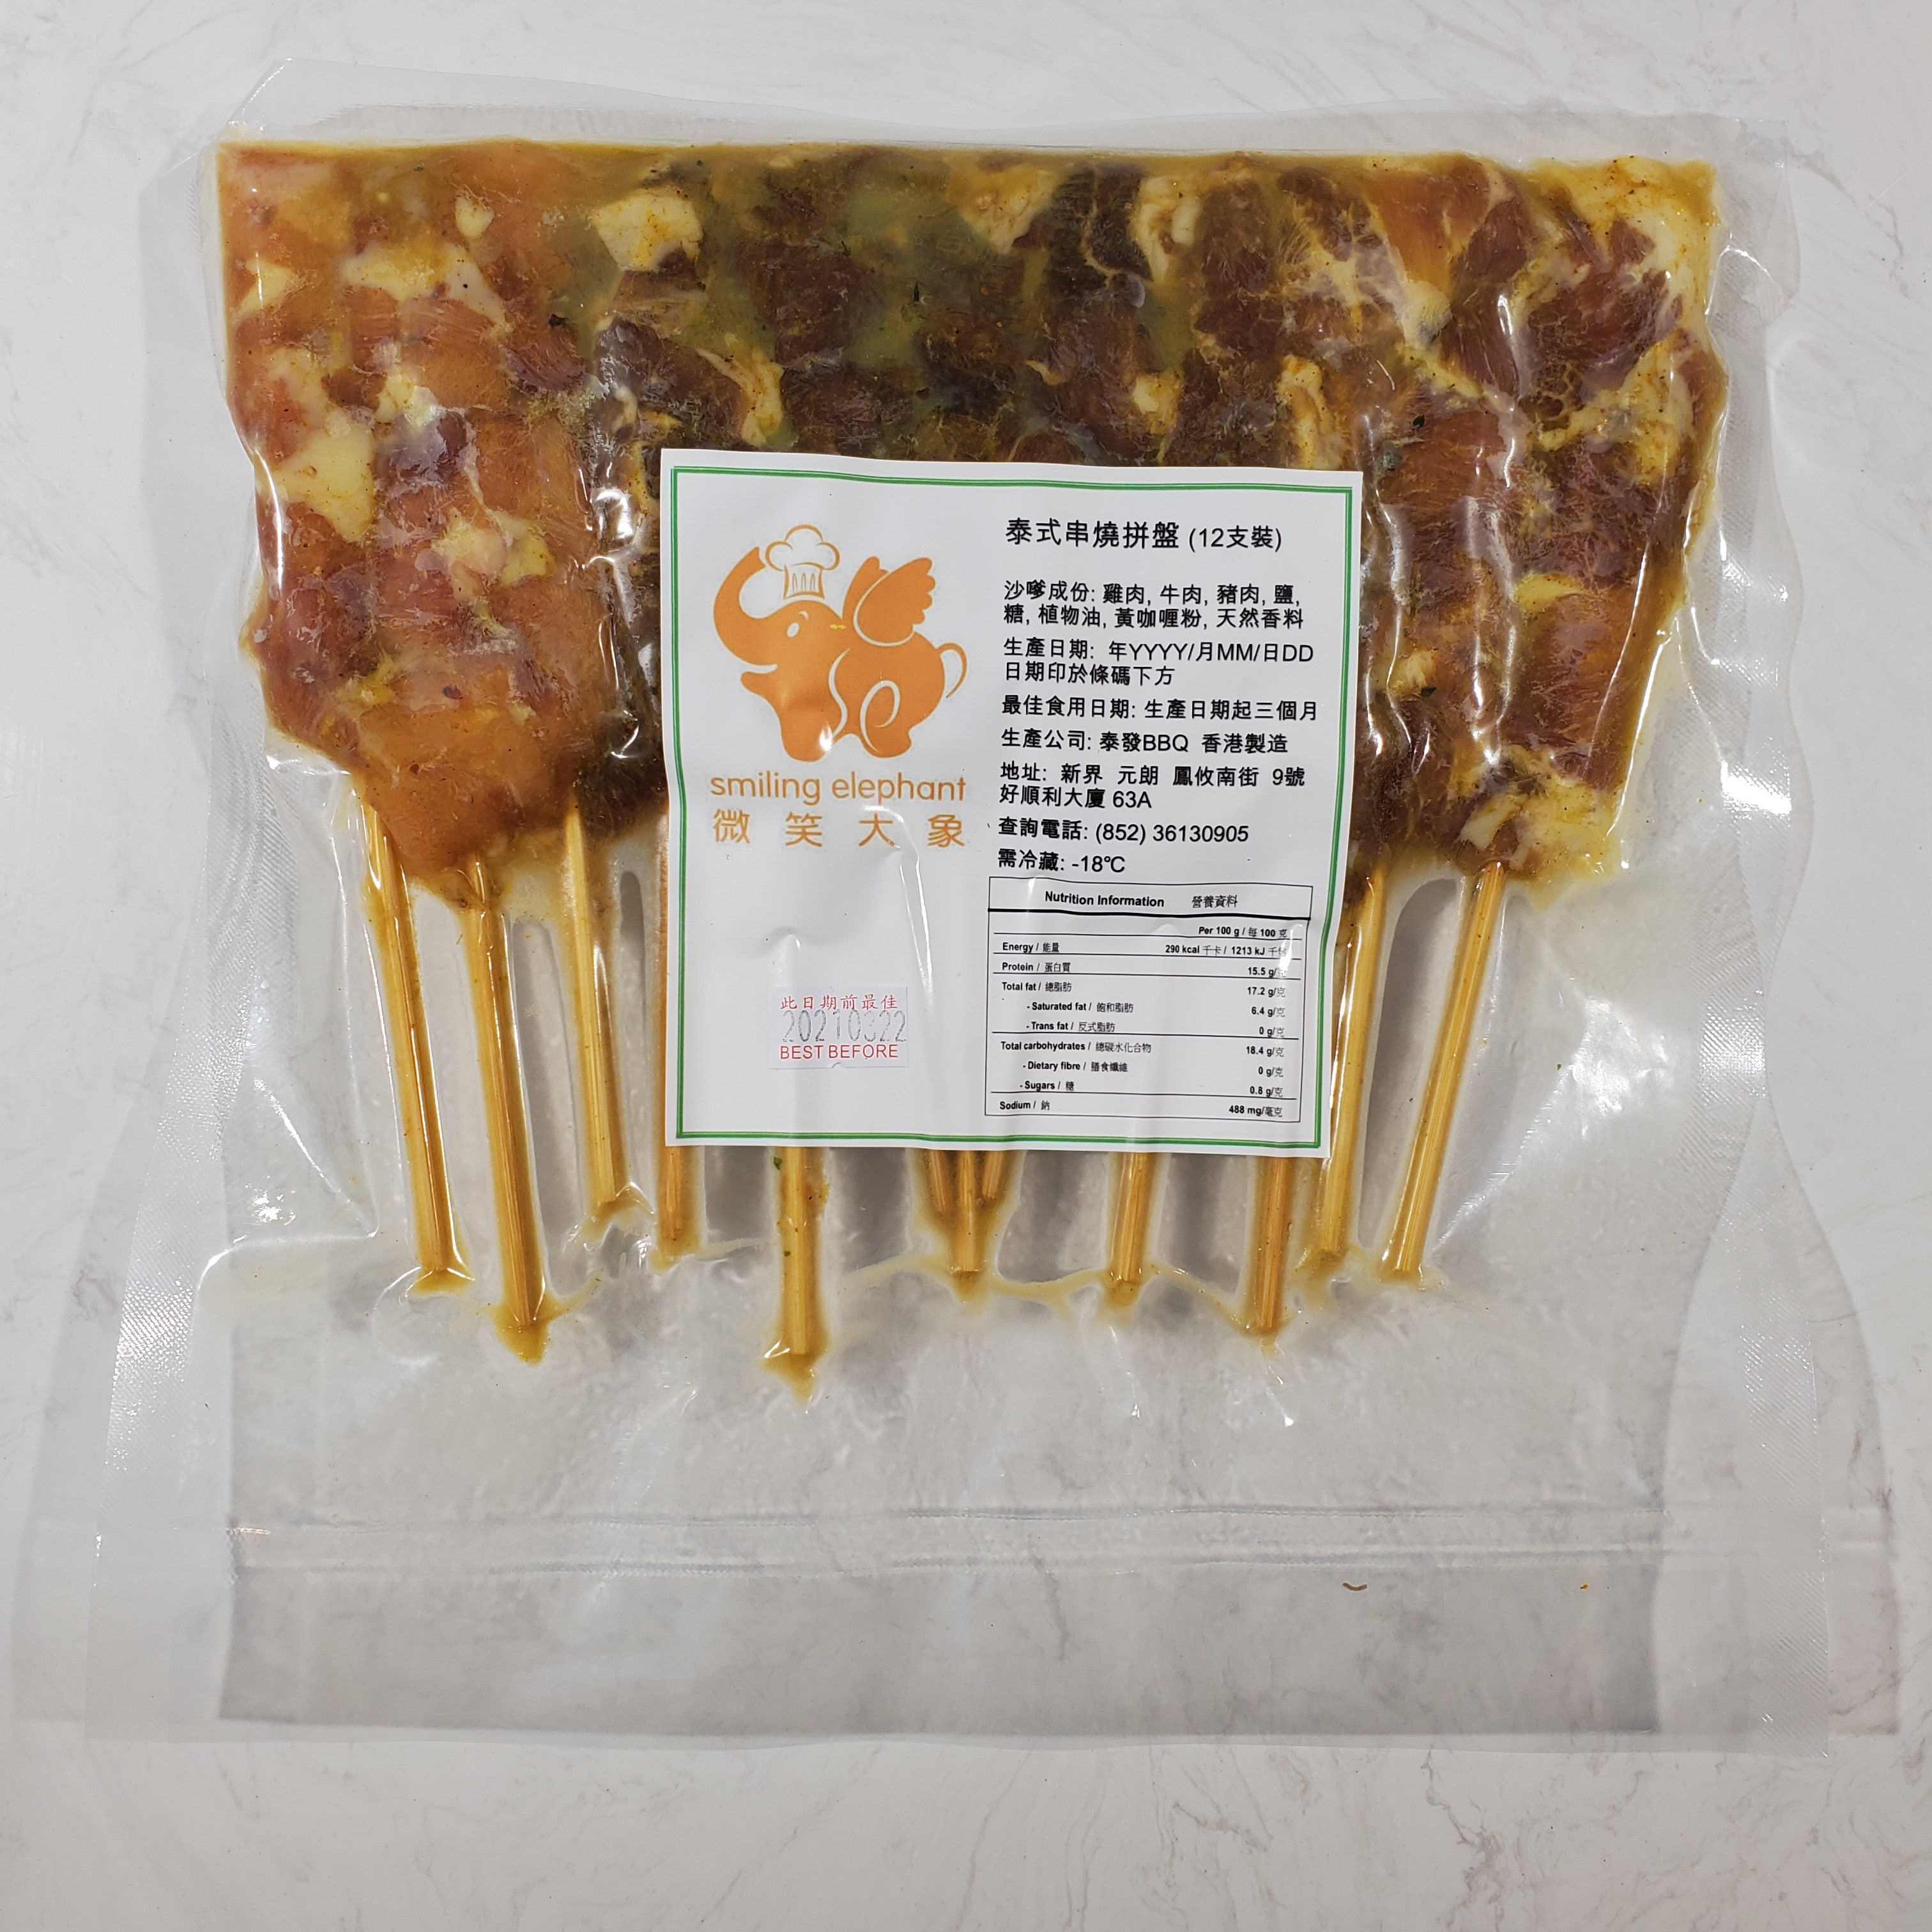 smiling elephant
微笑大象
此日期前最佳
20210322
BEST BEFORE
泰式串燒拼盤 (12支裝)
沙嗲成份: 雞肉, 牛肉, 豬肉, 鹽,
糖, 植物油, 黃咖喱粉, 天然香料
生產日期: 年YYYY/月MM/日DD
日期印於條碼下方
最佳食用日期: 生產日期起三個月
生產公司: 泰發BBQ 香港製造
地址: 新界 元朗 鳳攸南街 9號
好順利大廈 63A
查詢電話: (852) 36130905
需冷藏: -18℃
Nutrition Information 營養資料
Per 100 g / 每 100 克
Energy / 能量 290 kcal 千卡 / 1213 kJ 千焦
Protein / 蛋白質 15.5 g/克
Total fat / 總脂肪 17.2 g/克
- Saturated fat / 飽和脂肪 6.4 g/克
- Trans fat / 反式脂肪 0 g/克
Total carbohydrates / 總碳水化合物 18.4 g/克
- Dietary fibre / 膳食纖維 0 g/克
- Sugars / 糖 0.8 g/克
Sodium / 鈉 488 mg/毫克